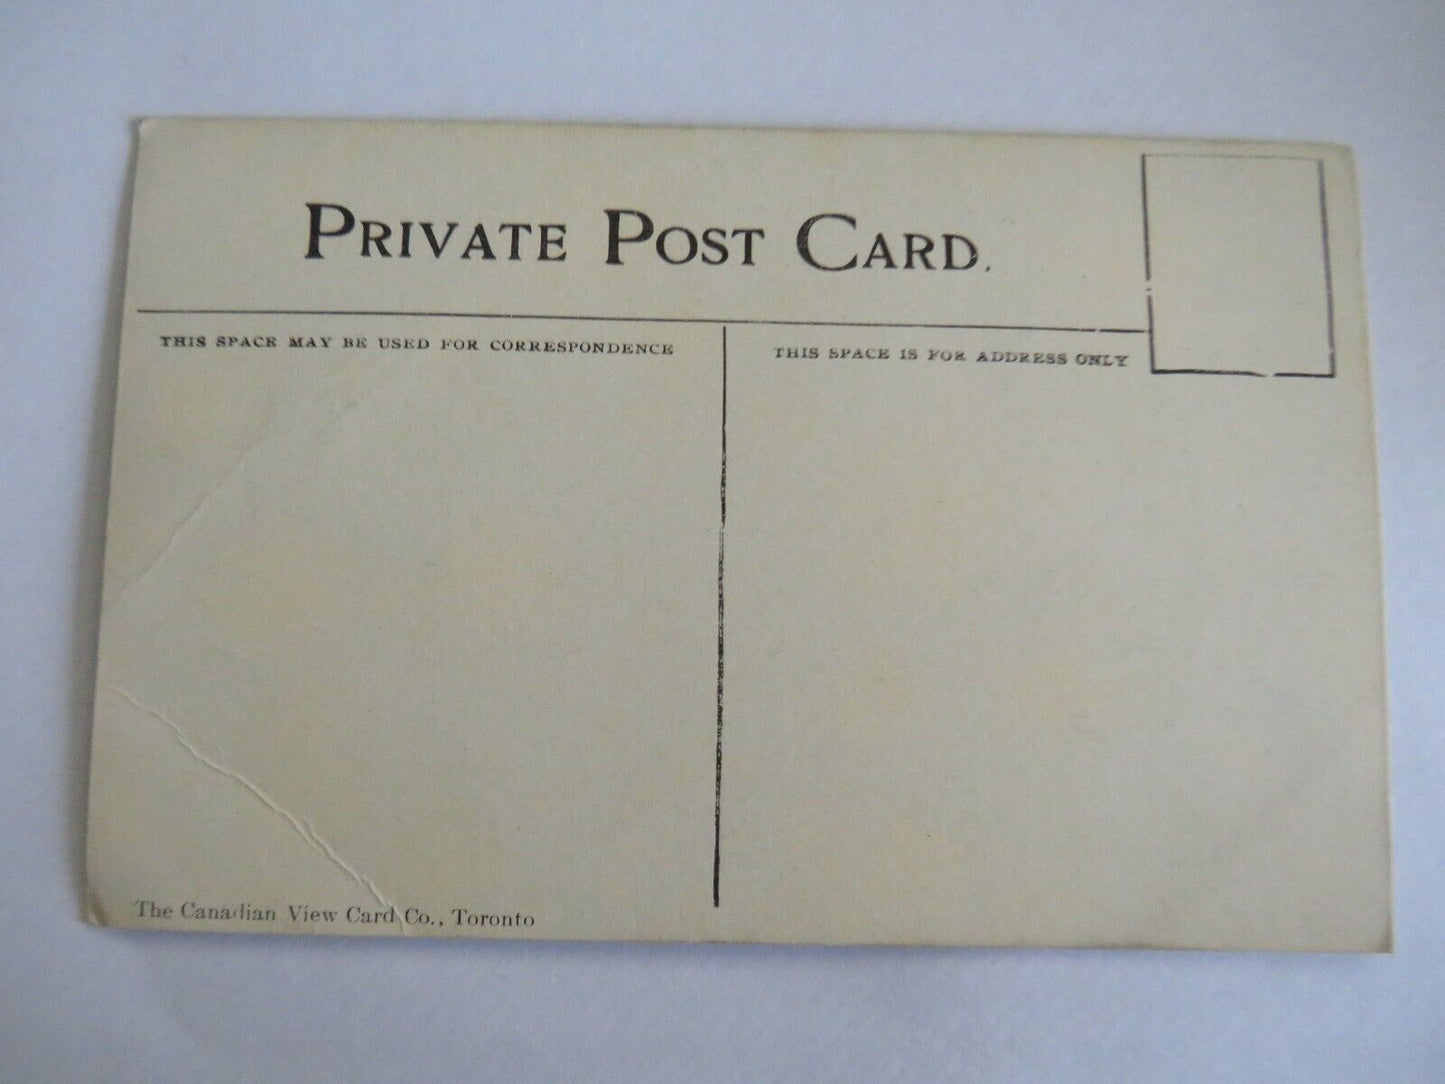 PRIVATE POST CARD.
THIS SPACE MAY BE USED FOR CORRESPONDENCE
THIS SPACE IS FOR ADDRESS ONLY
The Canadian View Card Co., Toronto